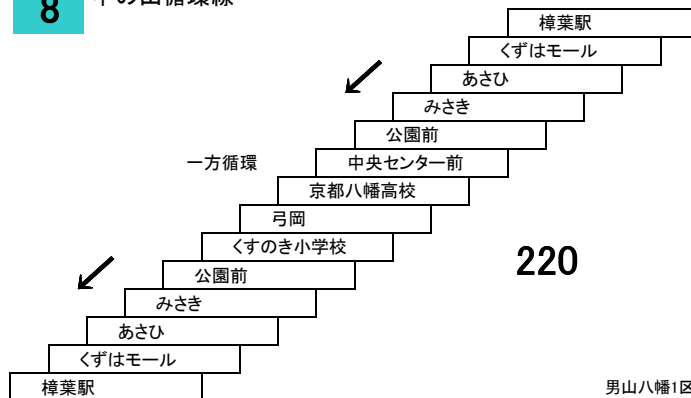 8
樟葉駅
くずはモール
あさひ
みさき
公園前
一方循環 中央センター前
京都八幡高校
弓岡
くすのき小学校
220
公園前
みさき
あさひ
くずはモール
樟葉駅
男山八幡1区